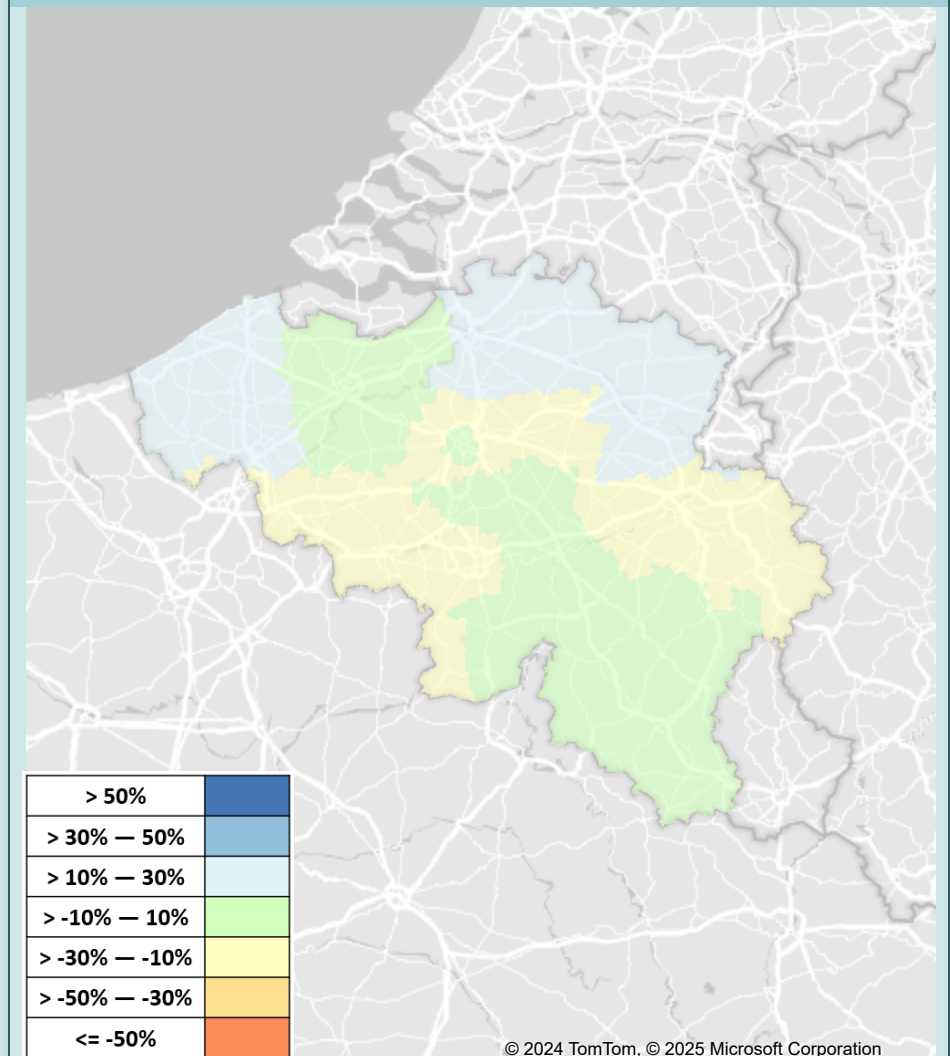 > 50%
> 30% — 50%
> 10% — 30%
> -10% — 10%
> -30% — -10%
> -50% — -30%
<= -50%
© 2024 TomTom, © 2025 Microsoft Corporation